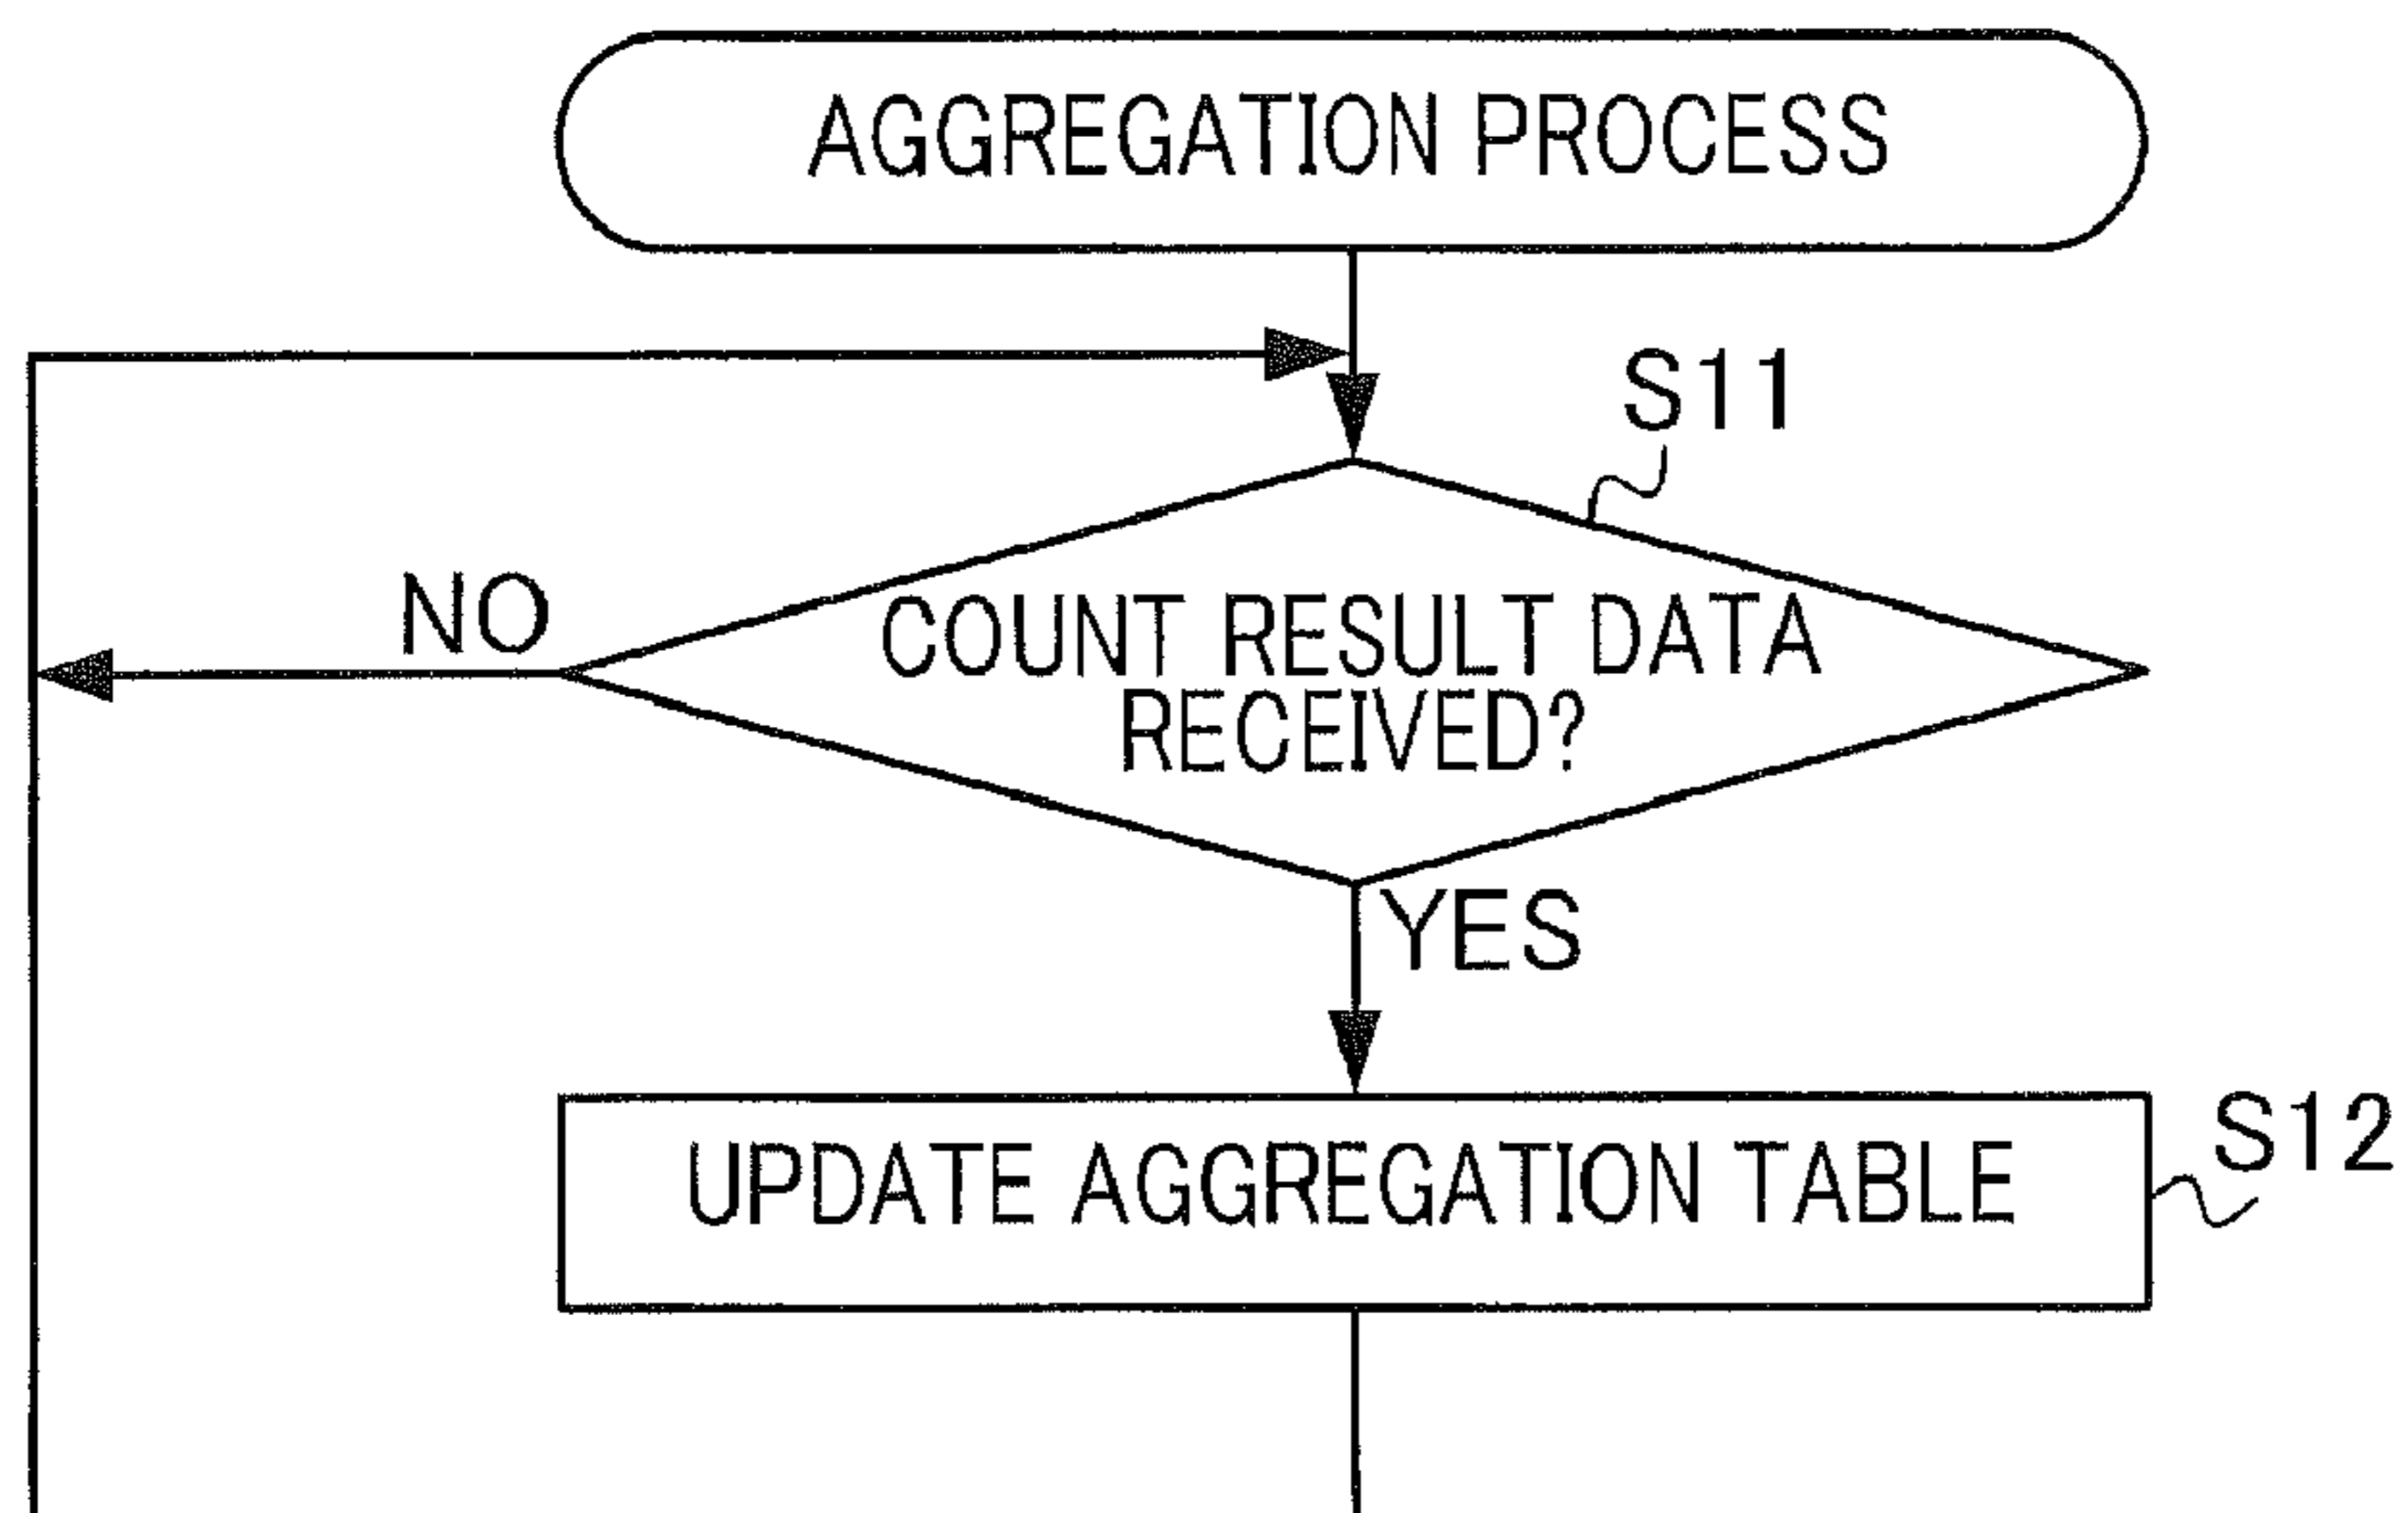 AGGREGATION PROCESS
S11
NO
COUNT RESULT DATA
RECEIVED?
YES
UPDATE AGGREGATION TABLE
S12